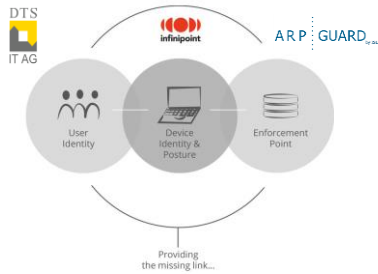 DTS
IT AG
infinipoint
ARP GUARD
User
Identity
Device
Identity &
Posture
Enforcement
Point
Providing
the missing link...